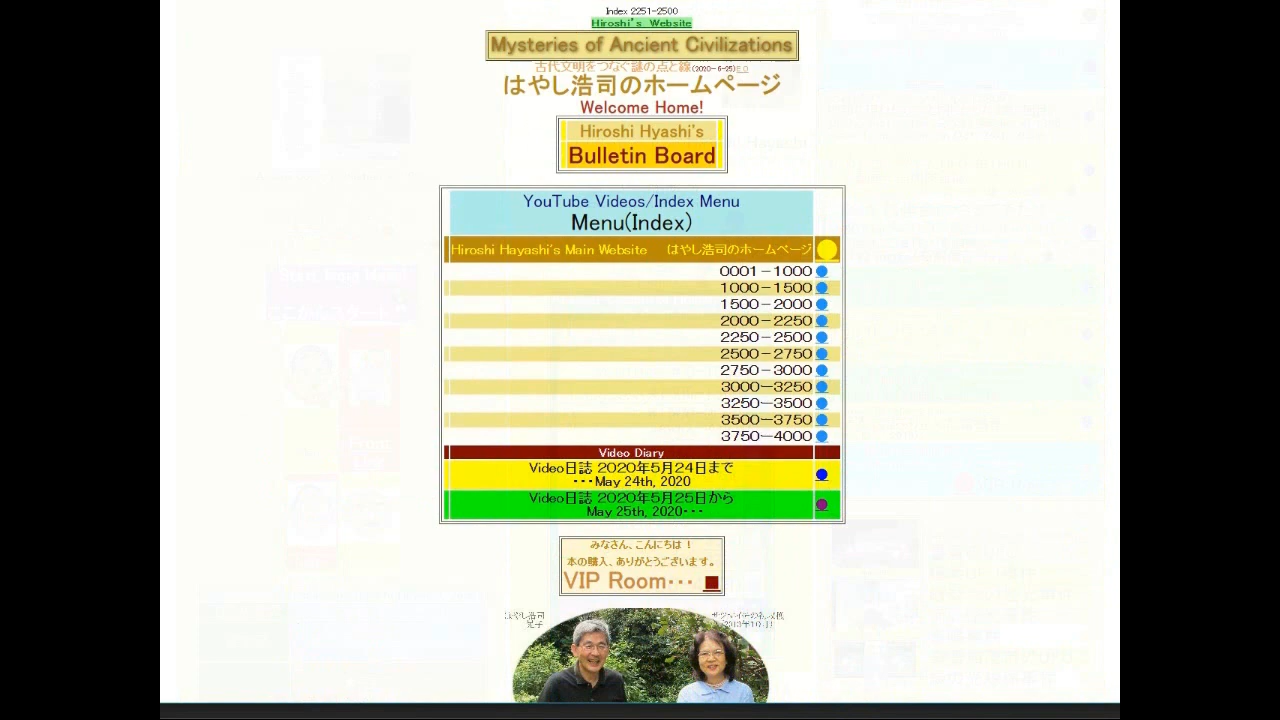 Index 2251-2500
Hiroshi's Website
Mysteries of Ancient Civilizations
古代文明をつなぐ謎の点と線(2020-6-25)E.O
はやし浩司のホームページ
Welcome Home!
Hiroshi Hyashi's
Bulletin Board
YouTube Videos/Index Menu
Menu(Index)
Hiroshi Hayashi's Main Website はやし浩司のホームページ
0001-1000
1000-1500
1500-2000
2000-2250
2250-2500
2500-2750
2750-3000
3000-3250
3250-3500
3500-3750
3750-4000
Video Diary
Video日誌 2020年5月24日まで
・・・May 24th, 2020
Video日誌 2020年5月25日から
May 25th, 2020・・・
みなさん、こんにちは!
本の購入、ありがとうございます。
VIP Room・・・
はやし浩司